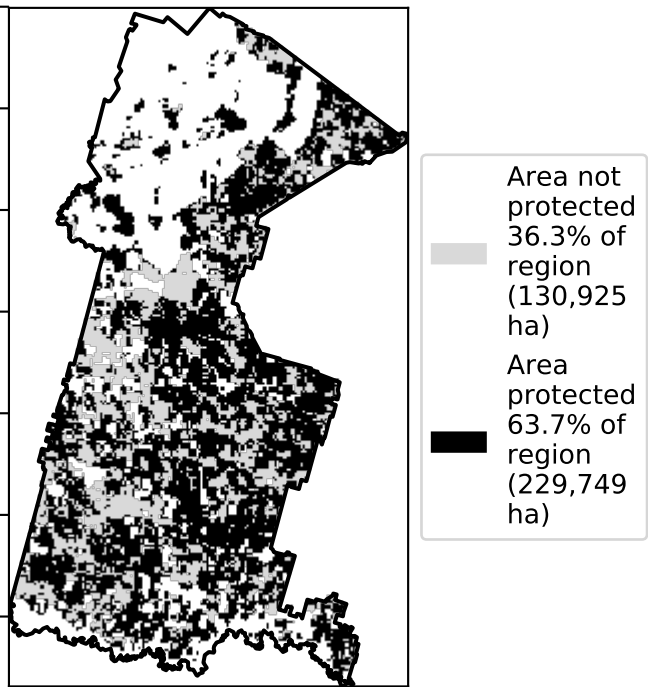 Area not
protected
36.3% of
region
(130,925
ha)
Area
protected
63.7% of
region
(229,749
ha)